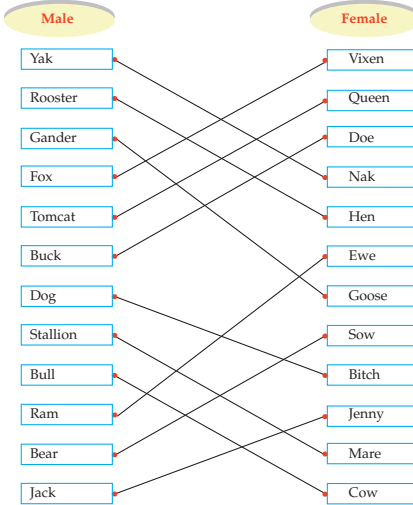 Male Female
Yak Vixen
Rooster Queen
Gander Doe
Fox Nak
Tomcat Hen
Buck Ewe
Dog Goose
Stallion Sow
Bull Bitch
Ram Jenny
Bear Mare
Jack Cow